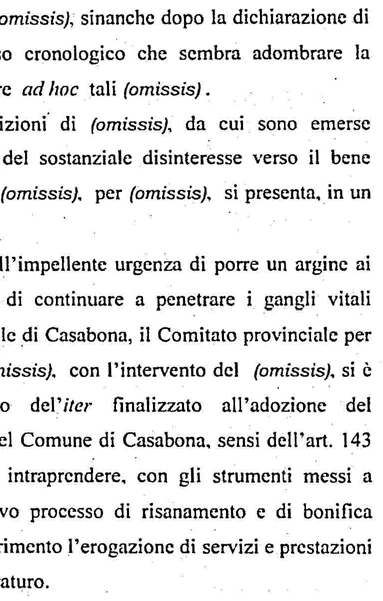 omissis), sinanche dopo la dichiarazione di
so cronologico che sembra adombrare la
re ad hoc tali (omissis).
izioni di (omissis), da cui sono emerse
del sostanziale disinteresse verso il bene
(omissis), per (omissis), si presenta, in un
ll'impellente urgenza di porre un argine ai
di continuare a penetrare i gangli vitali
le di Casabona, il Comitato provinciale per
nissis), con l'intervento del (omissis), si è
o del'iter finalizzato all'adozione del
el Comune di Casabona, sensi dell'art. 143
intraprendere, con gli strumenti messi a
vo processo di risanamento e di bonifica
rimento l'erogazione di servizi e prestazioni
raturo.